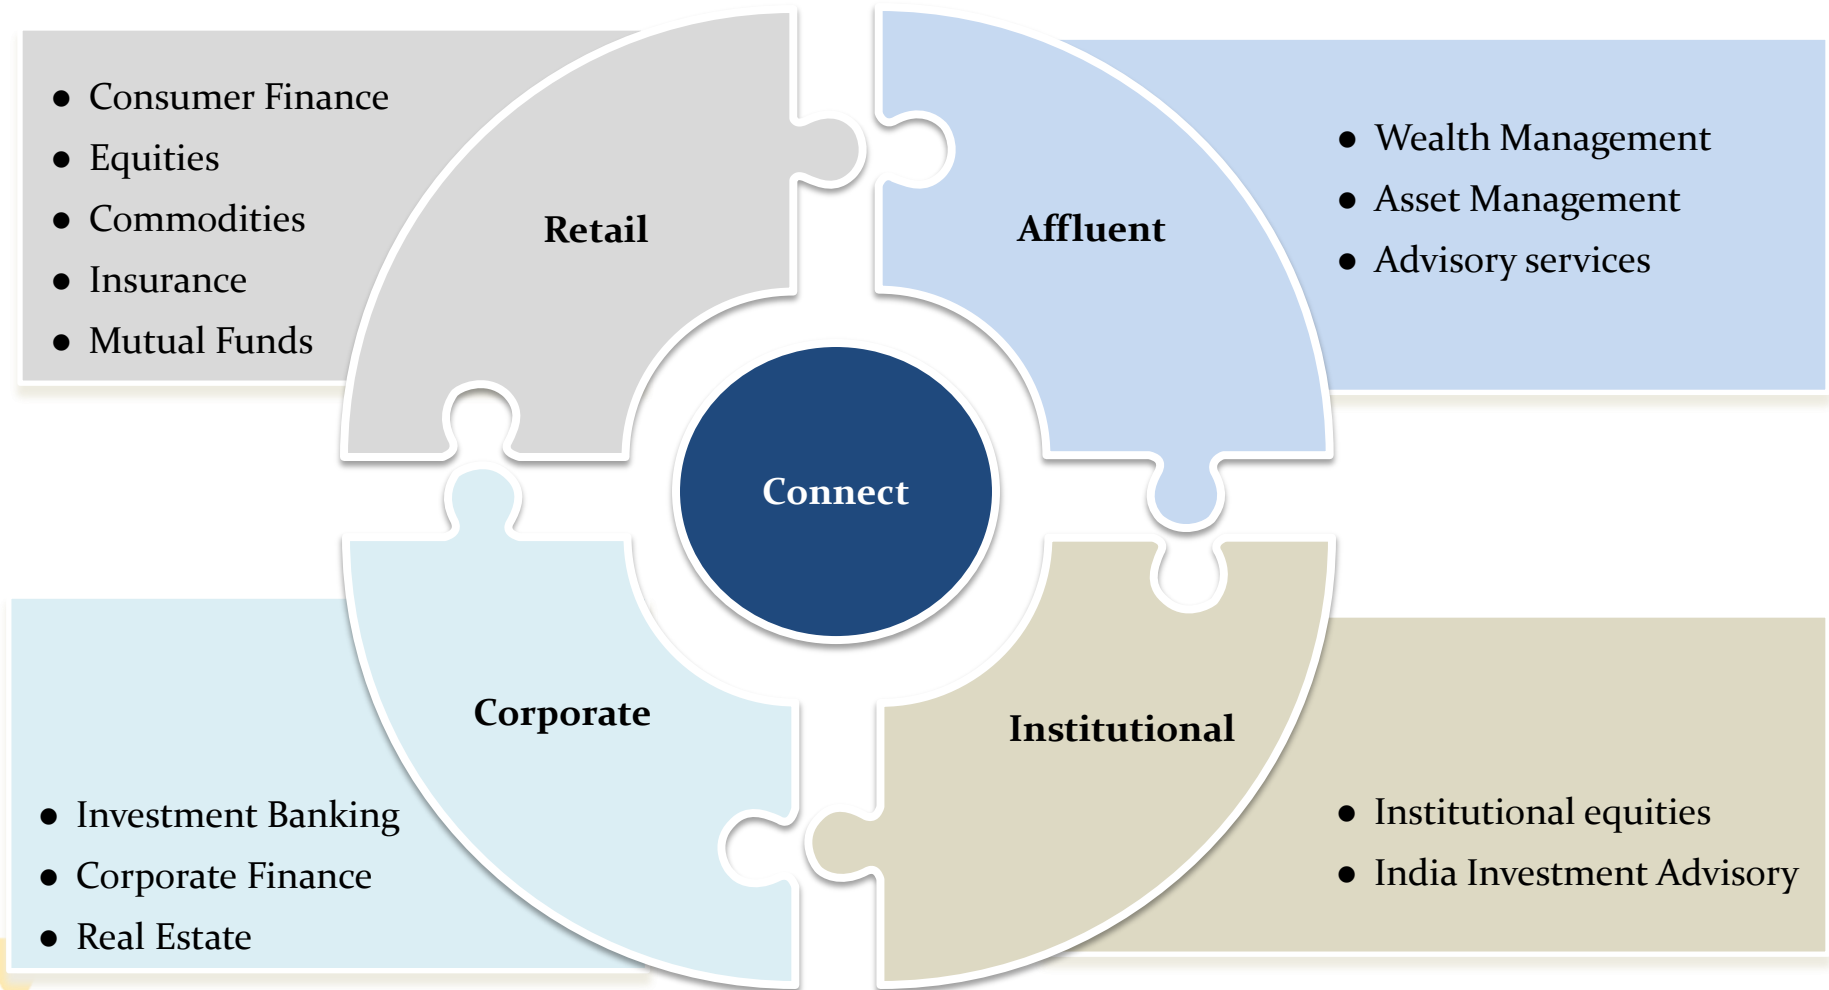 ● Consumer Finance
● Equities
● Commodities
● Insurance
● Mutual Funds
Retail
Affluent
● Wealth Management
● Asset Management
● Advisory services
Connect
Corporate
● Investment Banking
● Corporate Finance
● Real Estate
Institutional
● Institutional equities
● India Investment Advisory